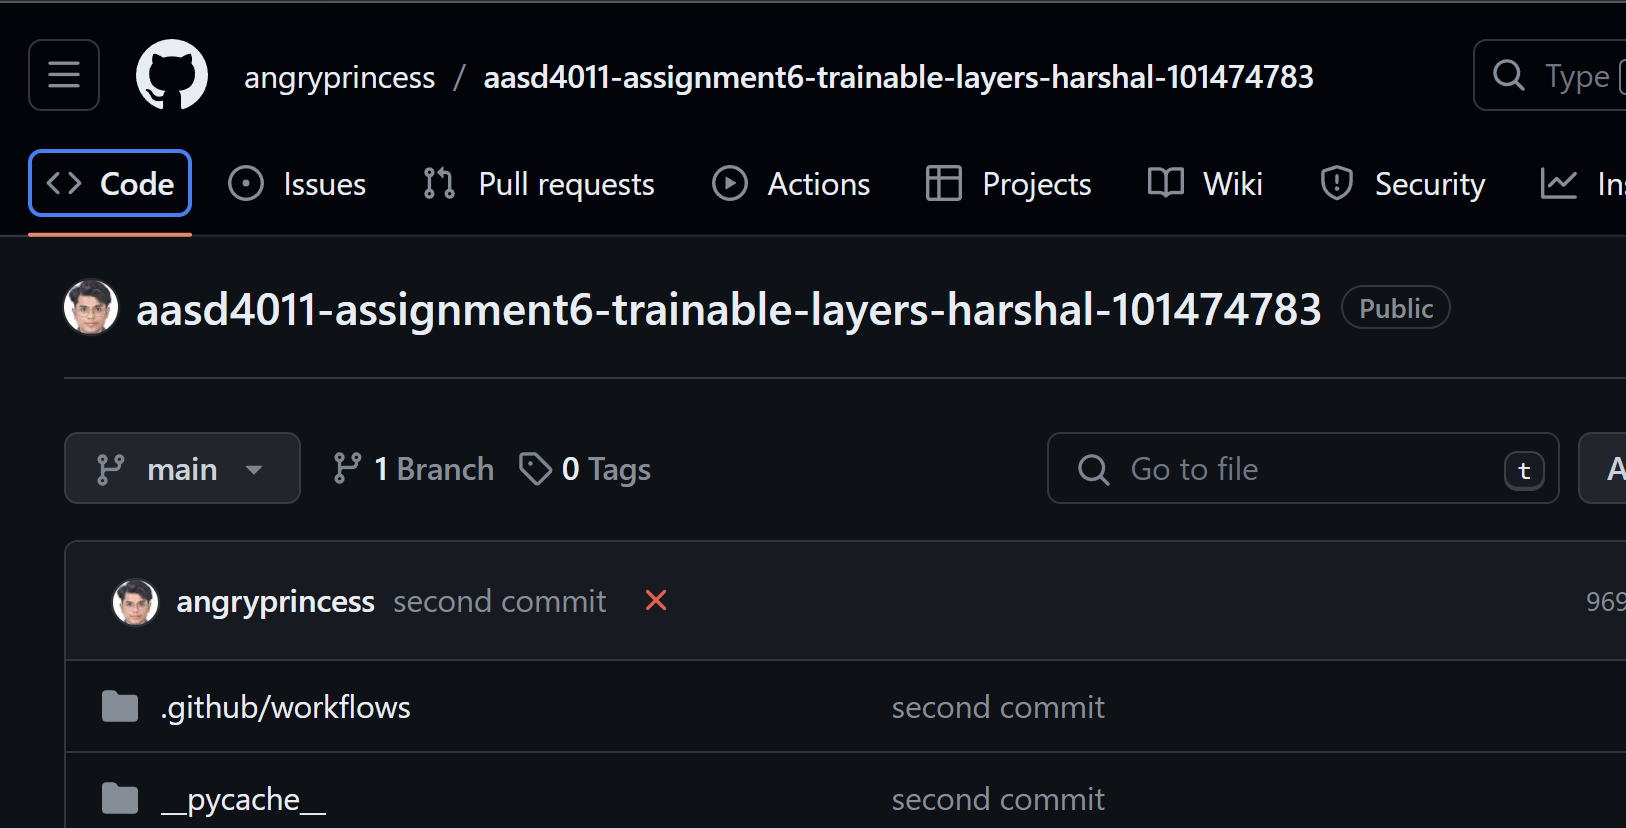 angryprincess / aasd4011-assignment6-trainable-layers-harshal-101474783 Type
Code Issues Pull requests Actions Projects Wiki Security
aasd4011-assignment6-trainable-layers-harshal-101474783 Public
main 1 Branch 0 Tags Go to file t
angryprincess second commit 969
.github/workflows second commit
__pycache__ second commit